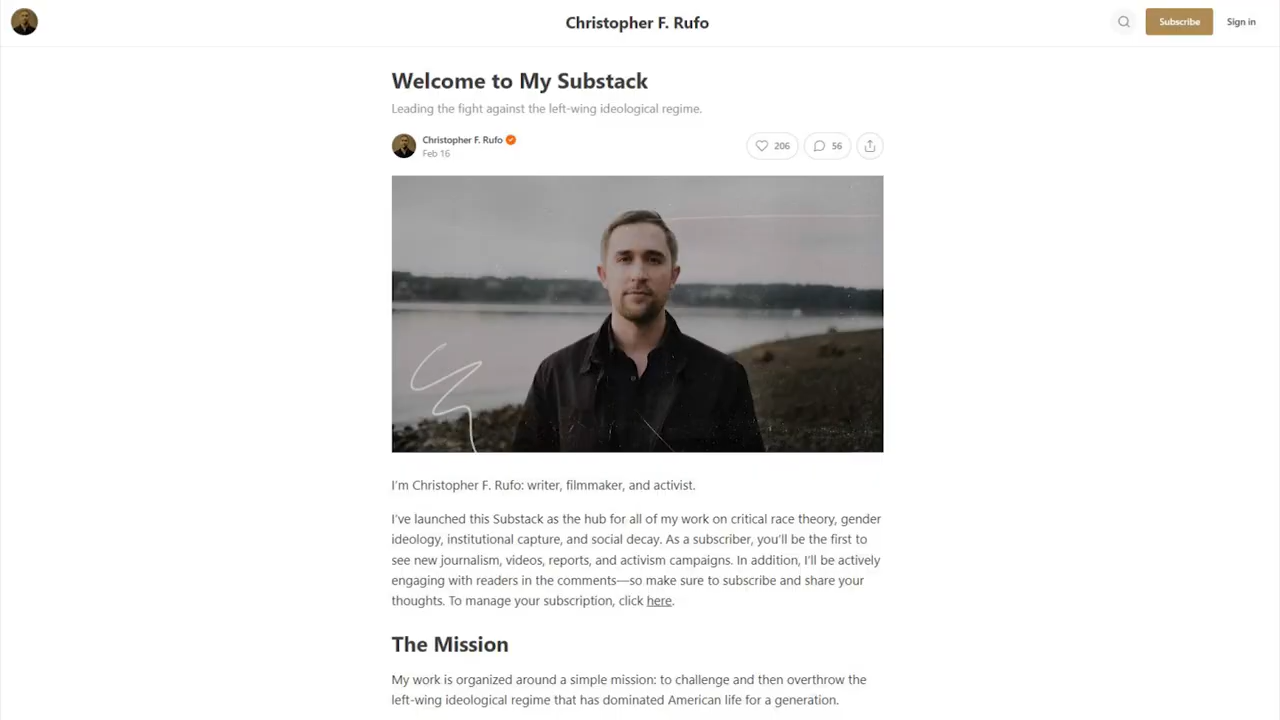 Christopher F. Rufo
Subscribe
Sign in
Welcome to My Substack
Leading the fight against the left-wing ideological regime.
Christopher F. Rufo
Feb 16
206
56
I'm Christopher F. Rufo: writer, filmmaker, and activist.
I've launched this Substack as the hub for all of my work on critical race theory, gender
ideology, institutional capture, and social decay. As a subscriber, you'll be the first to
see new journalism, videos, reports, and activism campaigns. In addition, I'll be actively
engaging with readers in the comments—so make sure to subscribe and share your
thoughts. To manage your subscription, click here.
The Mission
My work is organized around a simple mission: to challenge and then overthrow the
left-wing ideological regime that has dominated American life for a generation.